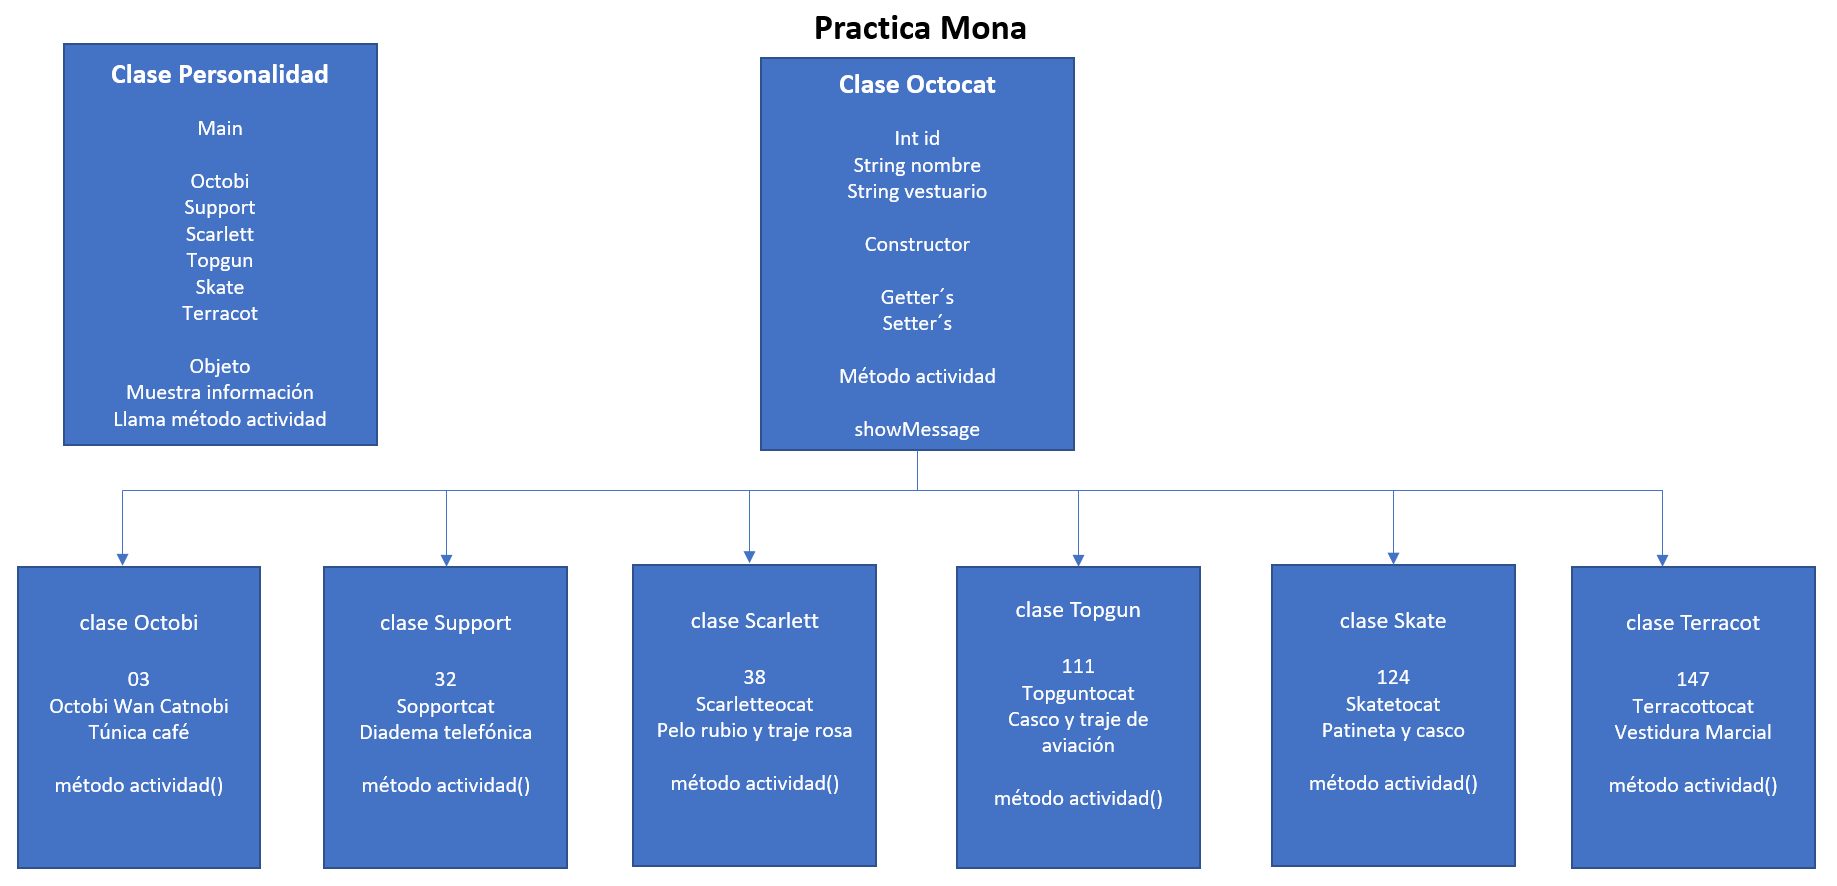 Practica Mona
Clase Personalidad
Main
Octobi
Support
Scarlett
Topgun
Skate
Terracot
Objeto
Muestra información
Llama método actividad
Clase Octocat
Int id
String nombre
String vestuario
Constructor
Getter´s
Setter´s
Método actividad
showMessage
clase Octobi
03
Octobi Wan Catnobi
Túnica café
método actividad()
clase Support
32
Sopportcat
Diadema telefónica
método actividad()
clase Scarlett
38
Scarletteocat
Pelo rubio y traje rosa
método actividad()
clase Topgun
111
Topguntocat
Casco y traje de
aviación
método actividad()
clase Skate
124
Skatetocat
Patineta y casco
método actividad()
clase Terracot
147
Terracottocat
Vestidura Marcial
método actividad()